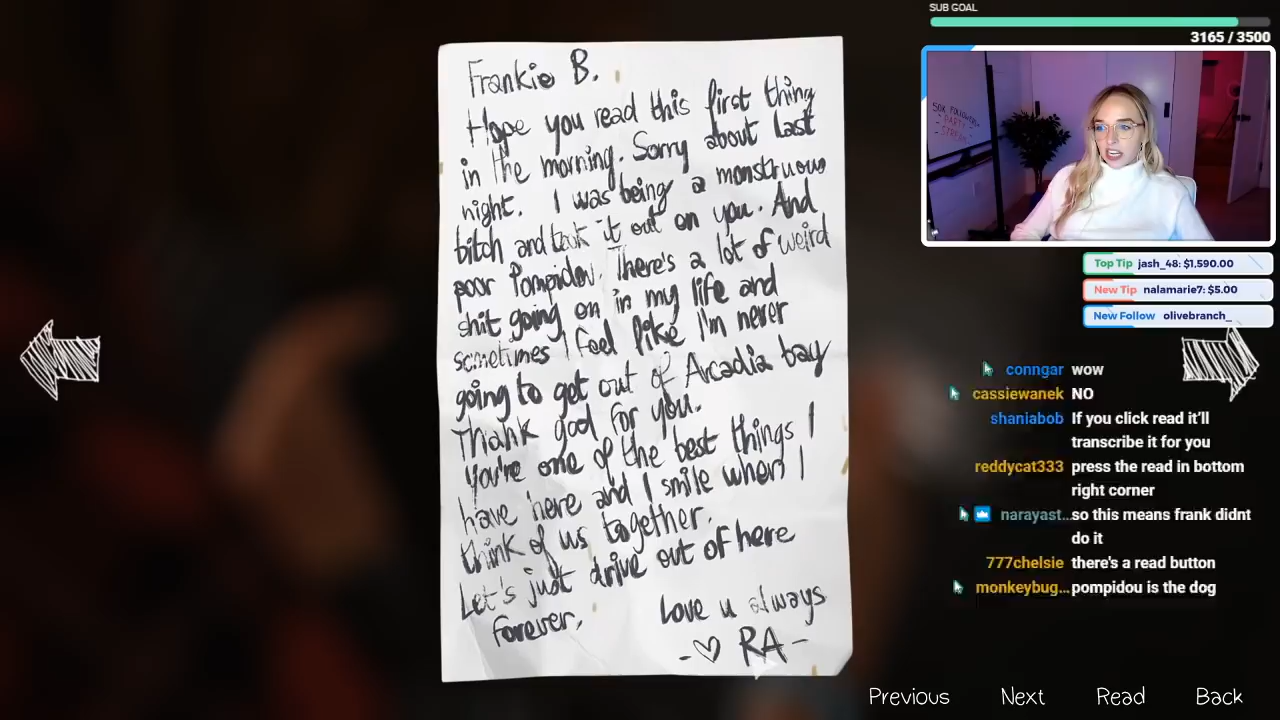 SUB GOAL
3165 / 3500
50K FOLLOWERS
PARTY
STREAM
Top Tip jash_48: $1,590.00
New Tip nalamarie7: $5.00
New Follow olivebranch_
Frankie B.
Hope you read this first thing
in the morning. Sorry about last
night. I was being a monstruous
bitch and took it out on you. And
poor Pompidou. There's a lot of weird
shit going on in my life and
sometimes I feel like I'm never
going to get out of Arcadia bay
Thank god for you.
You're one of the best things I
have here and I smile when I
think of us together.
Let's just drive out of here
forever.
Love u always
-♡ RA-
conngar wow
cassiewanek NO
shaniabob If you click read it'll
transcribe it for you
reddycat333 press the read in bottom
right corner
narayast... so this means frank didnt
do it
777chelsie there's a read button
monkeybug... pompidou is the dog
Previous Next Read Back